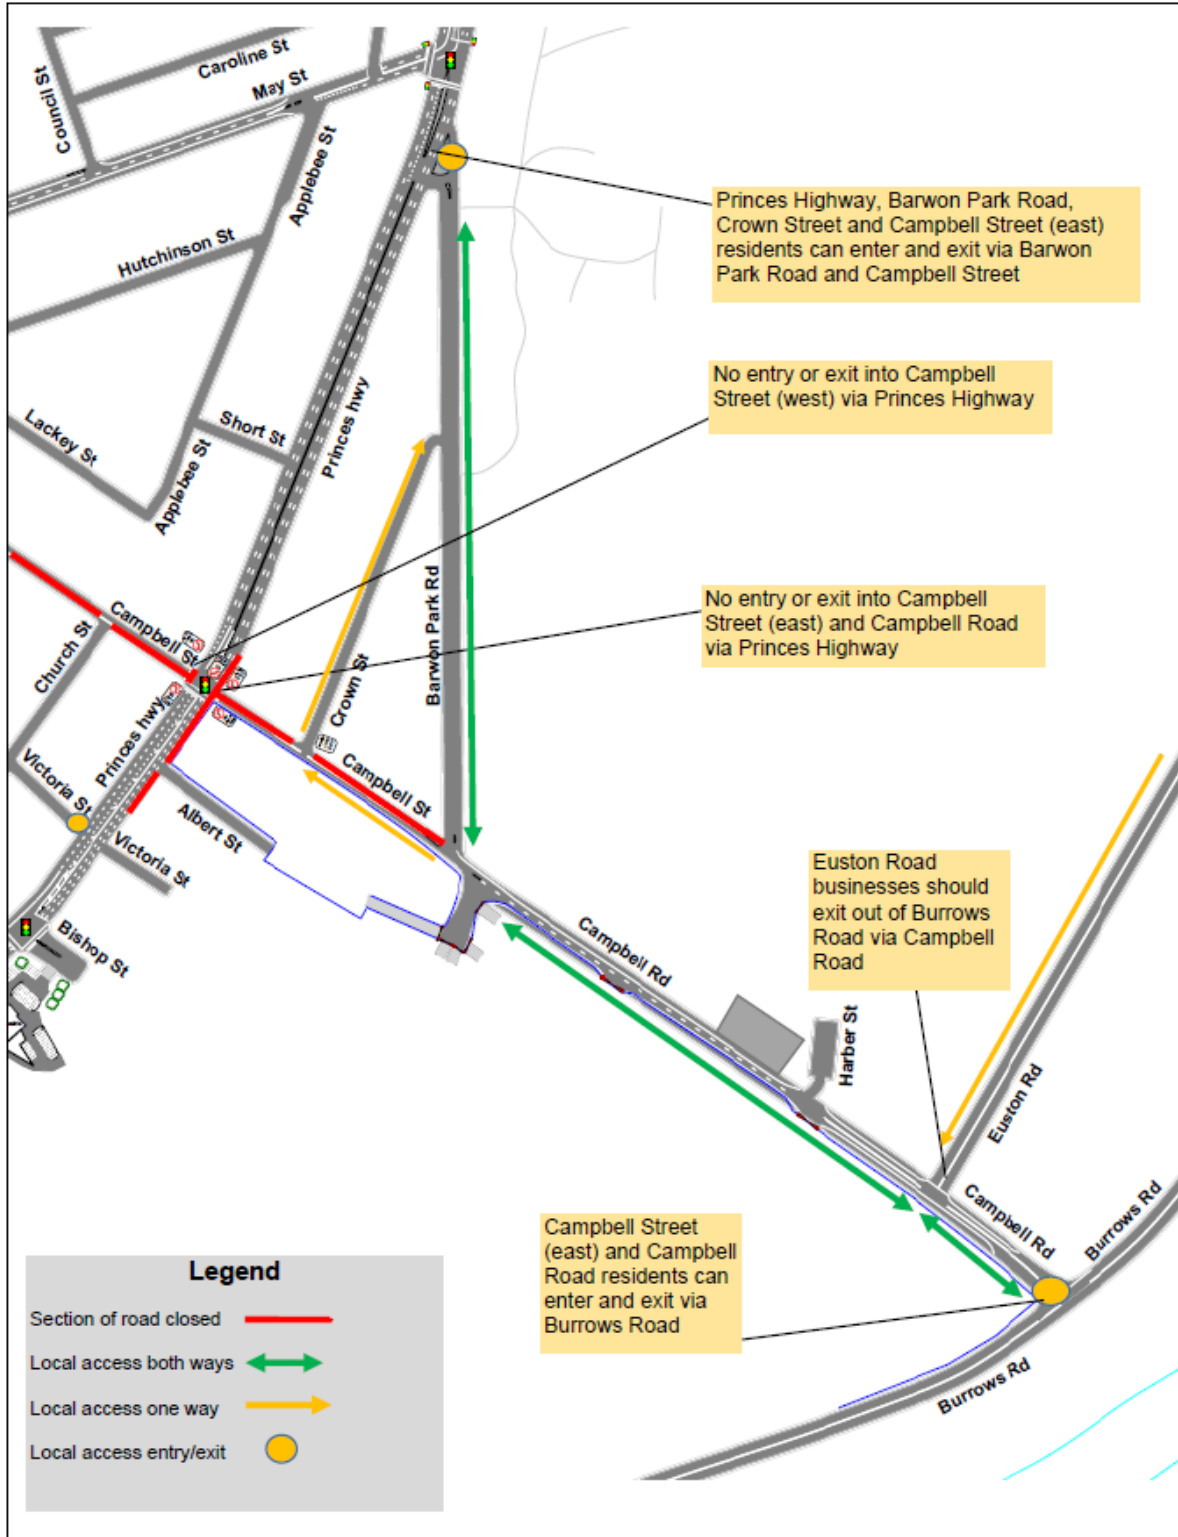 Caroline St
Council St
May St
Applebee St
Hutchinson St
Princes Highway, Barwon Park Road,
Crown Street and Campbell Street (east)
residents can enter and exit via Barwon
Park Road and Campbell Street
No entry or exit into Campbell
Street (west) via Princes Highway
Princes hwy
Lackey St
Short St
Applebee St
No entry or exit into Campbell
Street (east) and Campbell Road
via Princes Highway
Campbell St
Church St
Crown St
Barwon Park Rd
Princes hwy
Victoria St
Campbell St
Albert St
Victoria St
Bishop St
Euston Road
businesses should
exit out of Burrows
Road via Campbell
Road
Campbell Rd
Harber St
Euston Rd
Campbell Rd
Burrows Rd
Campbell Street
(east) and Campbell
Road residents can
enter and exit via
Burrows Road
Burrows Rd
Legend
Section of road closed
Local access both ways
Local access one way
Local access entry/exit